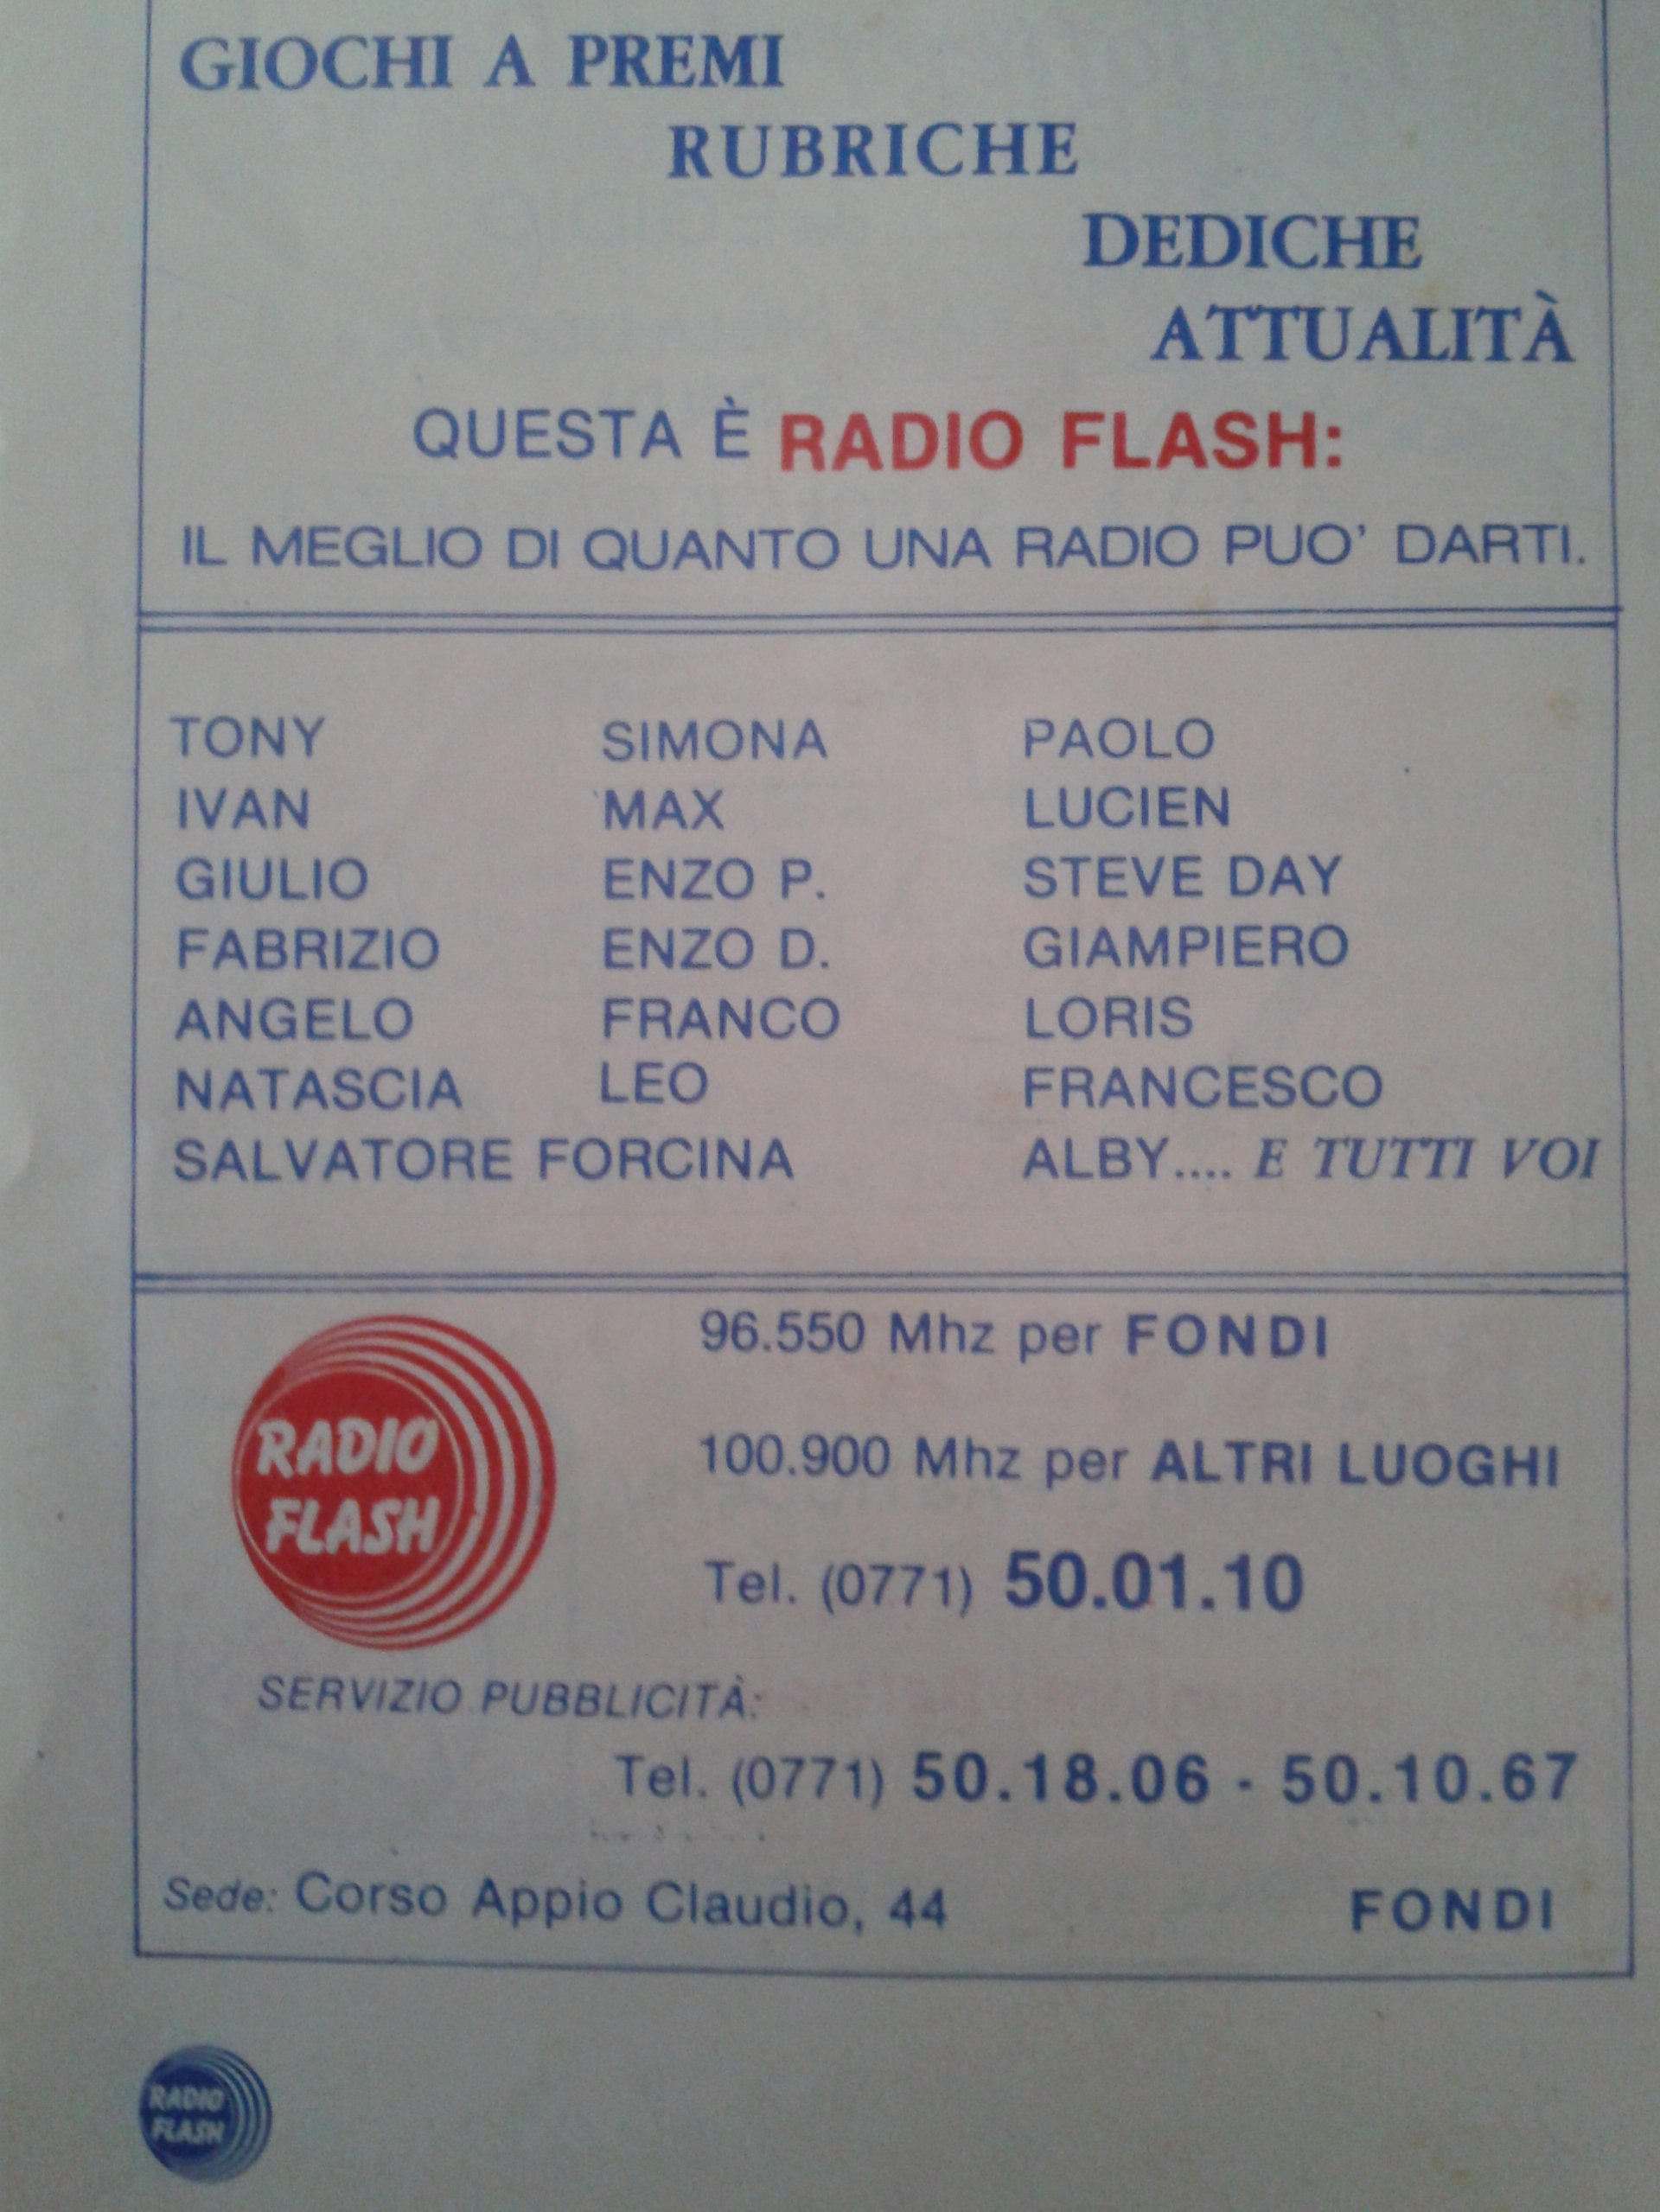 GIOCHI A PREMI
RUBRICHE
DEDICHE
ATTUALITÀ
QUESTA È RADIO FLASH:
IL MEGLIO DI QUANTO UNA RADIO PUO' DARTI.
TONY SIMONA PAOLO
IVAN MAX LUCIEN
GIULIO ENZO P. STEVE DAY
FABRIZIO ENZO D. GIAMPIERO
ANGELO FRANCO LORIS
NATASCIA LEO FRANCESCO
SALVATORE FORCINA ALBY.... E TUTTI VOI
RADIO
FLASH
96.550 Mhz per FONDI
100.900 Mhz per ALTRI LUOGHI
Tel. (0771) 50.01.10
SERVIZIO PUBBLICITÀ:
Tel. (0771) 50.18.06 - 50.10.67
Sede: Corso Appio Claudio, 44 FONDI
RADIO
FLASH